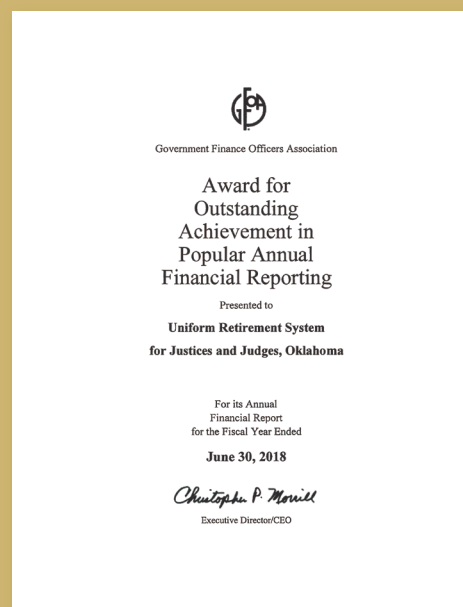 GFOA
Government Finance Officers Association
Award for
Outstanding
Achievement in
Popular Annual
Financial Reporting
Presented to
Uniform Retirement System
for Justices and Judges, Oklahoma
For its Annual
Financial Report
for the Fiscal Year Ended
June 30, 2018
Christopher P. Morrill
Executive Director/CEO